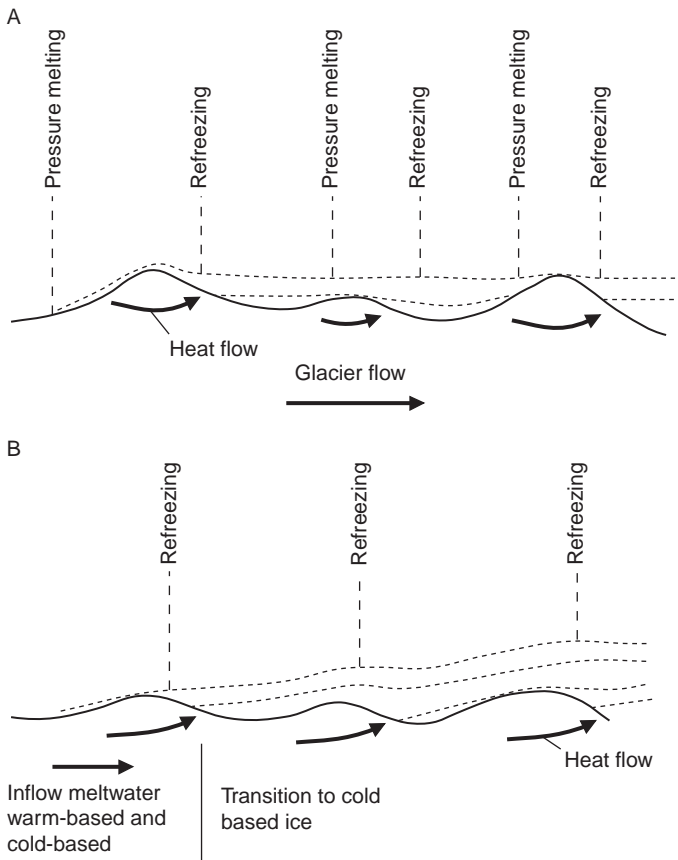 A
Pressure melting
Refreezing
Pressure melting
Refreezing
Pressure melting
Refreezing
Heat flow
Glacier flow
B
Refreezing
Refreezing
Refreezing
Heat flow
Inflow meltwater
warm-based and
cold-based
Transition to cold
based ice